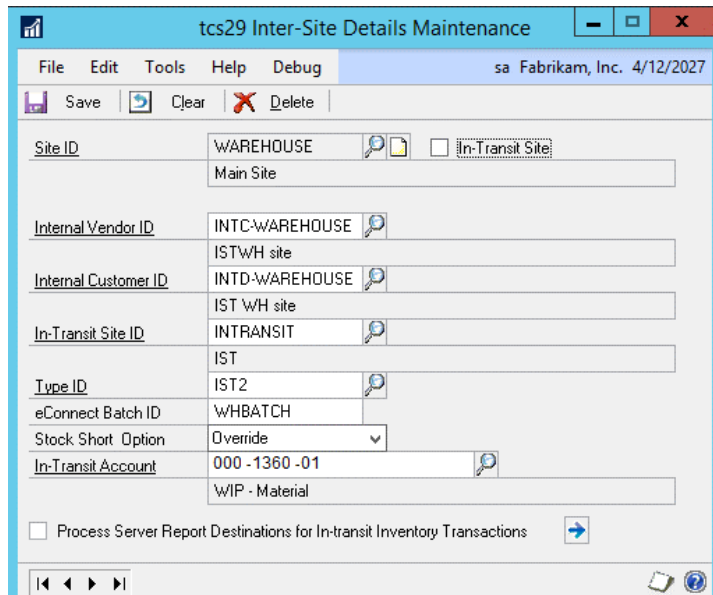 tcs29 Inter-Site Details Maintenance
File Edit Tools Help Debug sa Fabrikam, Inc. 4/12/2027
Save Clear Delete
Site ID WAREHOUSE In-Transit Site
Main Site
Internal Vendor ID INTC-WAREHOUSE
ISTWH site
Internal Customer ID INTD-WAREHOUSE
IST WH site
In-Transit Site ID INTRANSIT
IST
Type ID IST2
eConnect Batch ID WHBATCH
Stock Short Option Override
In-Transit Account 000 -1360 -01
WIP - Material
Process Server Report Destinations for In-transit Inventory Transactions